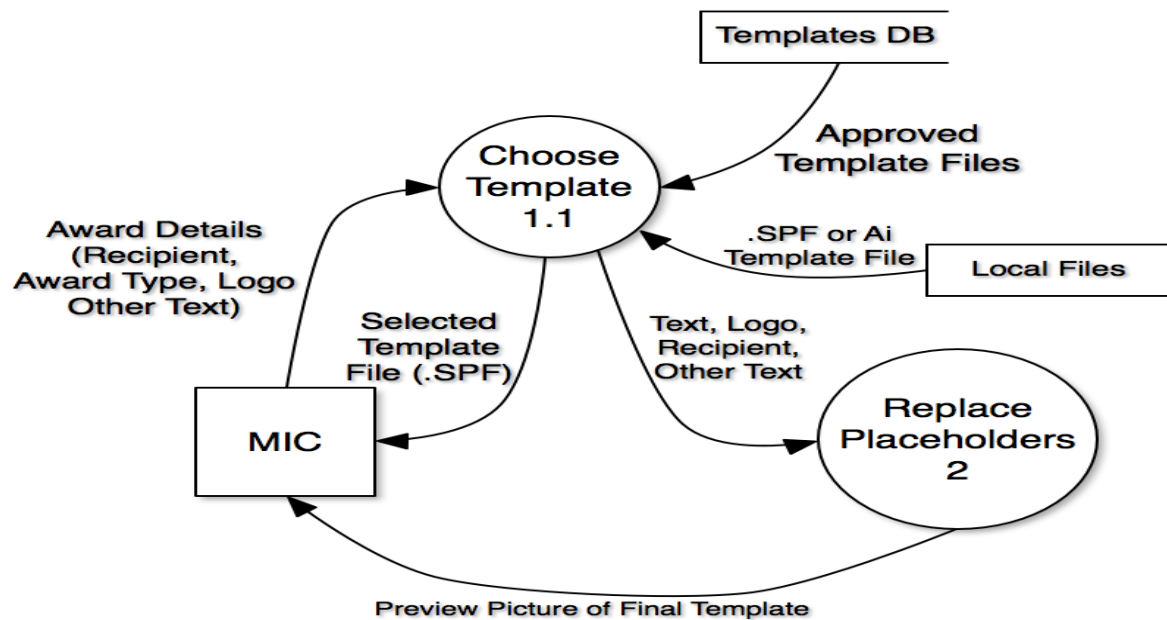 Templates DB
Approved
Template Files
Choose
Template
1.1
Award Details
(Recipient,
Award Type, Logo
Other Text)
.SPF or Ai
Template File
Local Files
Selected
Template
File (.SPF)
Text, Logo,
Recipient,
Other Text
MIC
Replace
Placeholders
2
Preview Picture of Final Template